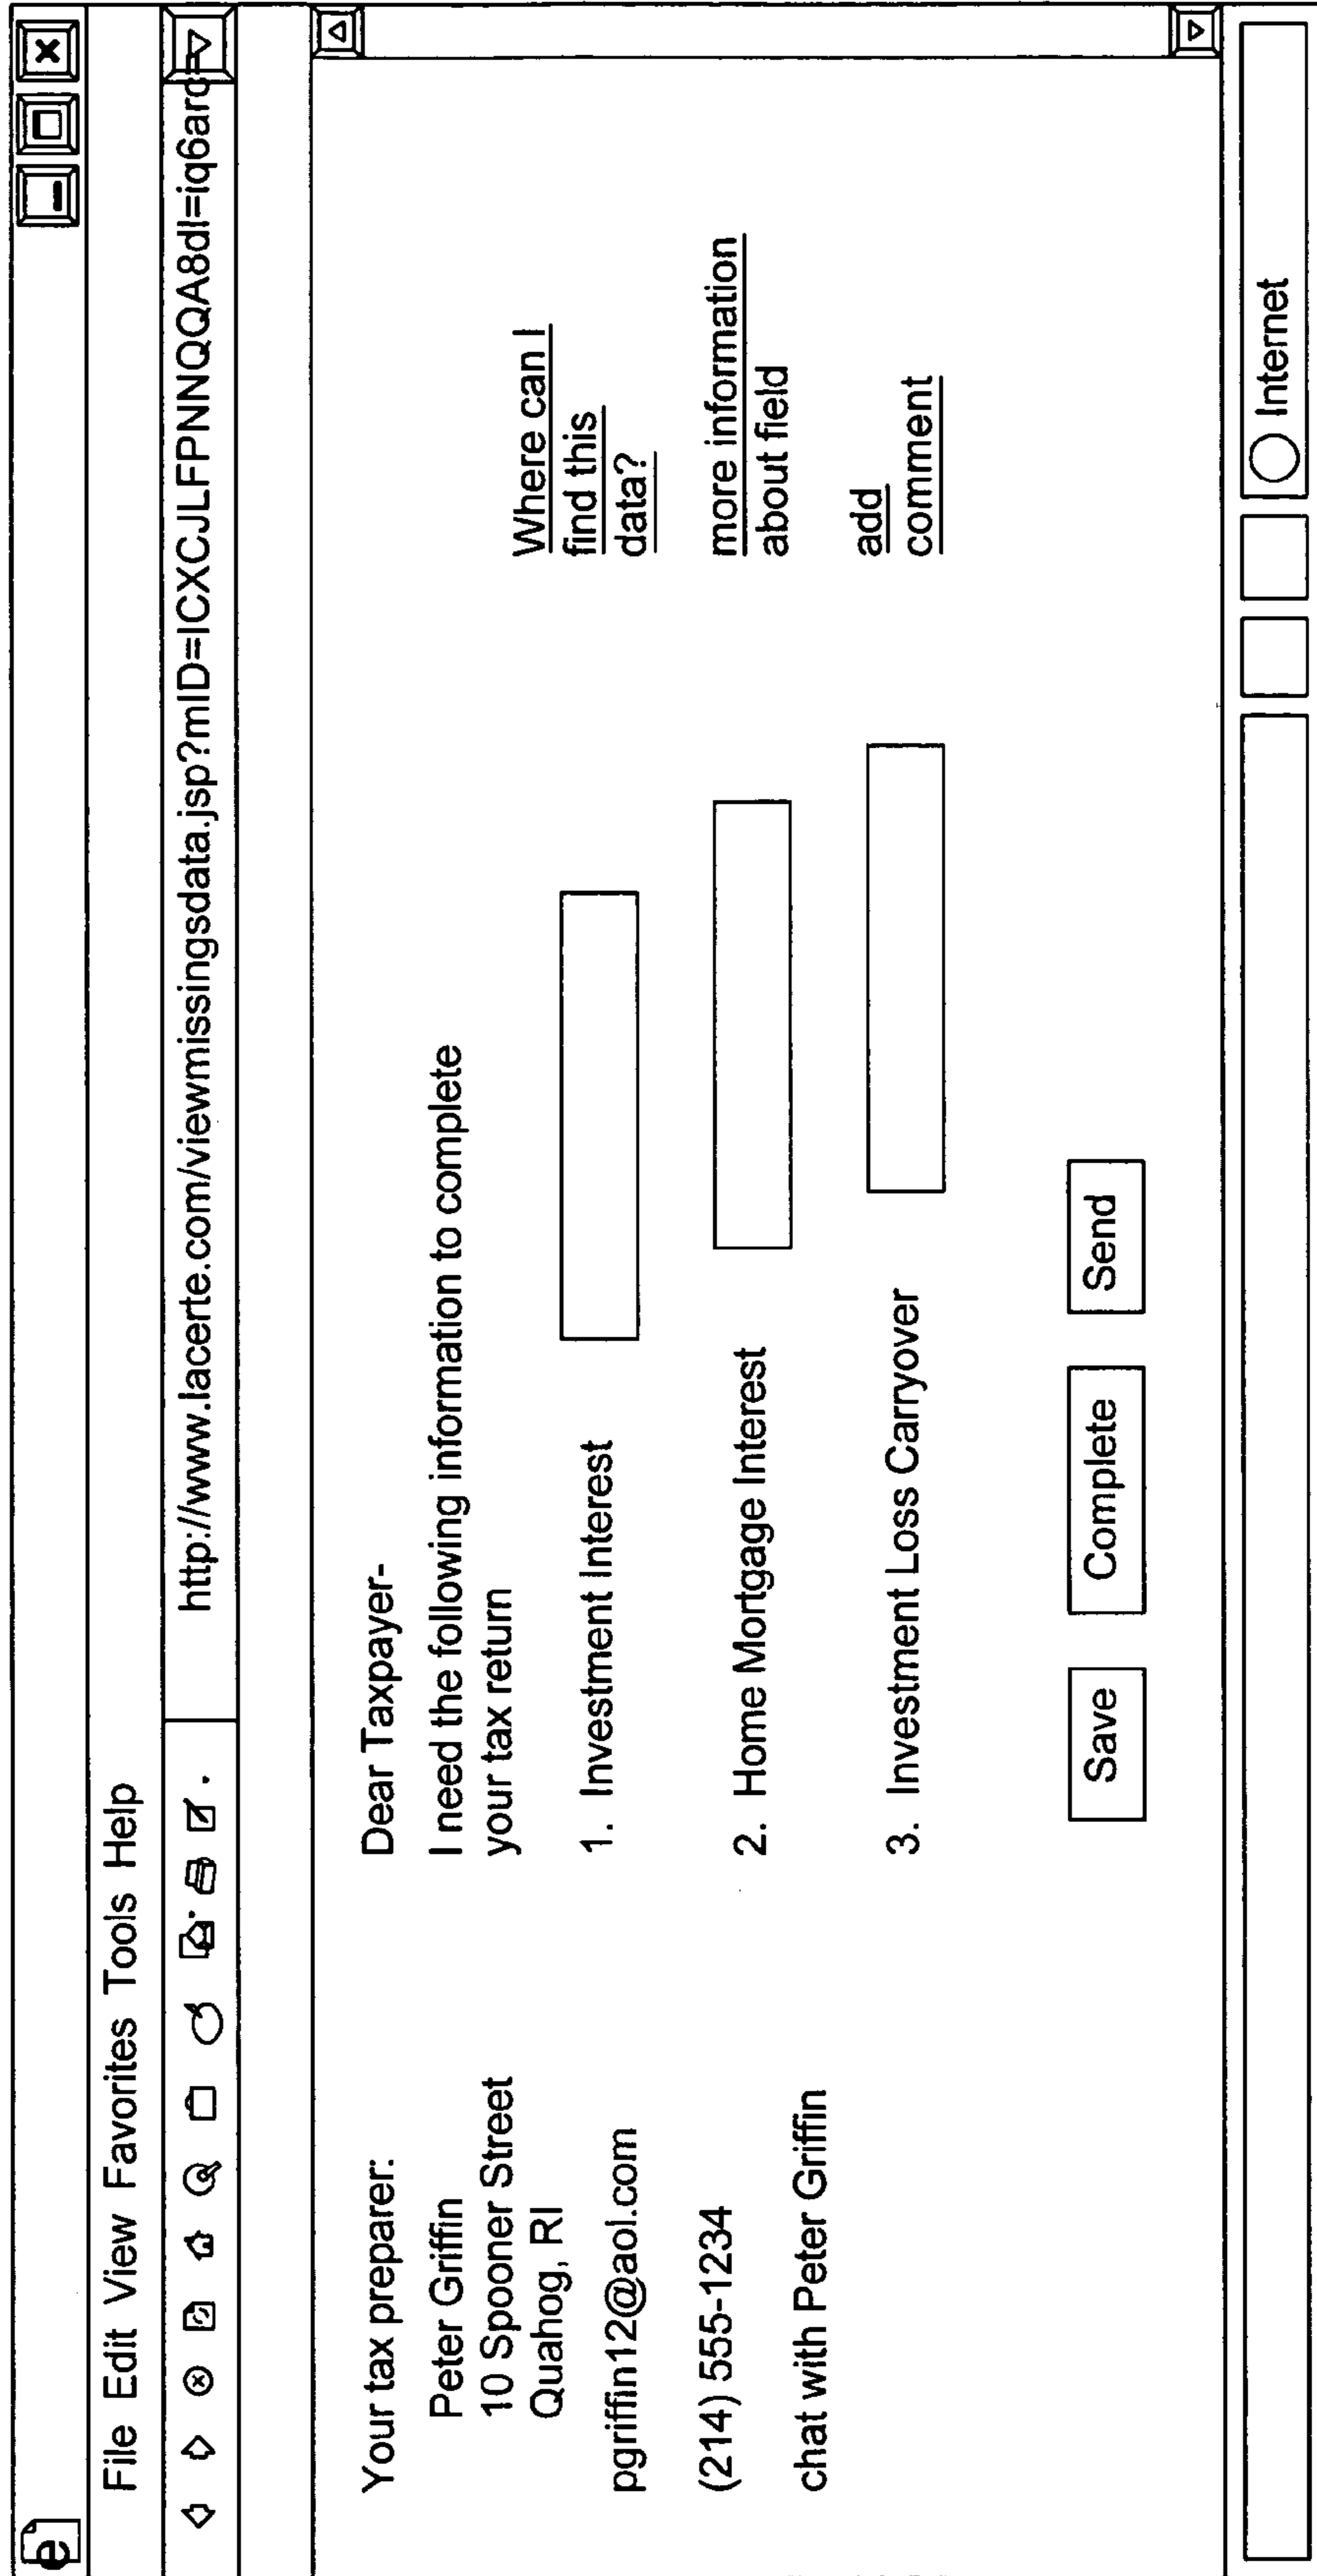 e
File Edit View Favorites Tools Help
http://www.lacerte.com/viewmissingsdata.jsp?mID=ICXCJLFPNNQQA8dl=iq6arc
Your tax preparer:
Peter Griffin
10 Spooner Street
Quahog, RI
pgriffin12@aol.com
(214) 555-1234
chat with Peter Griffin
Dear Taxpayer-
I need the following information to complete
your tax return
1. Investment Interest
2. Home Mortgage Interest
3. Investment Loss Carryover
Where can I
find this
data?
more information
about field
add
comment
Save Complete Send
Internet